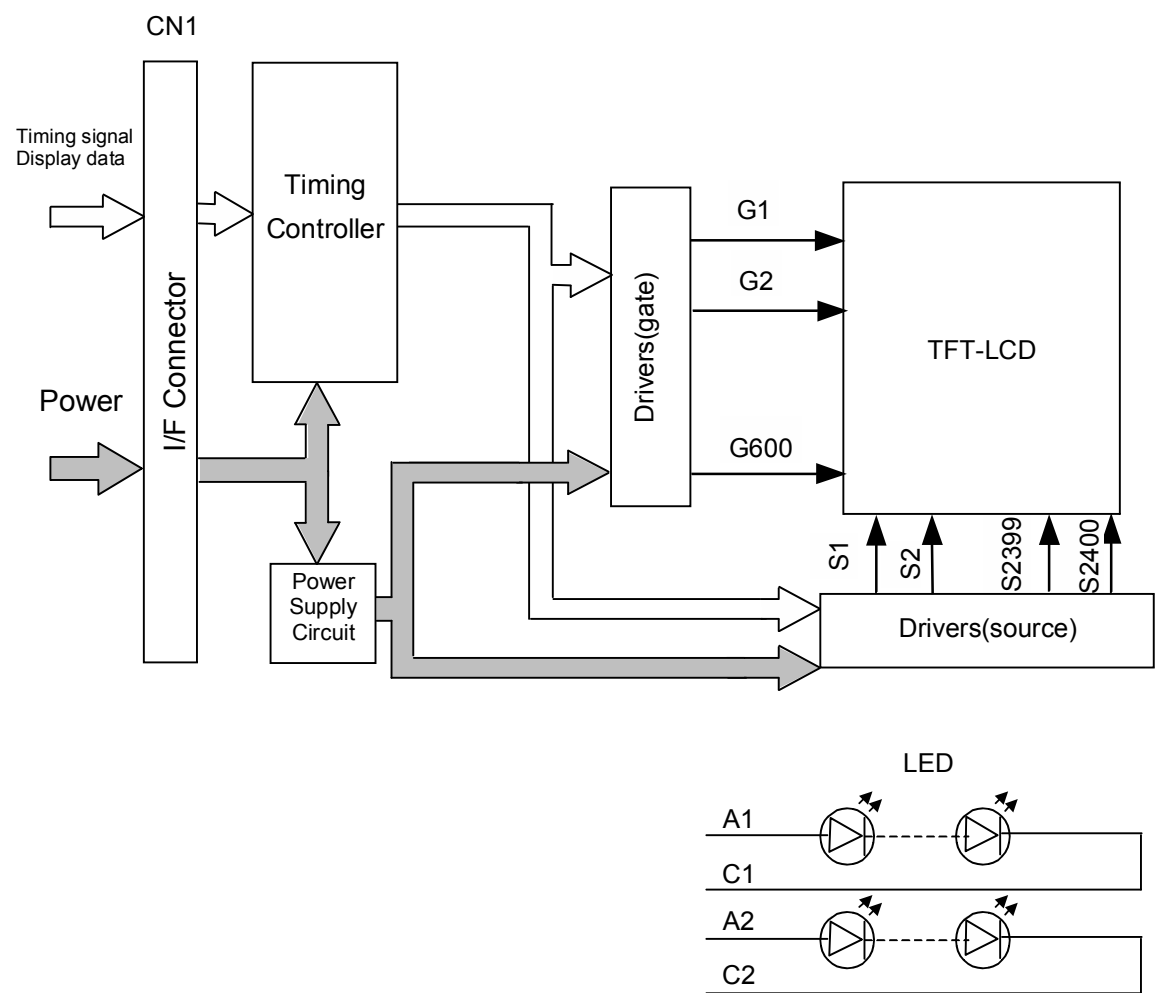 CN1
Timing signal
Display data
Power
I/F Connector
Timing
Controller
Power
Supply
Circuit
Drivers(gate)
G1
G2
G600
TFT-LCD
S1
S2
S2399
S2400
Drivers(source)
LED
A1
C1
A2
C2